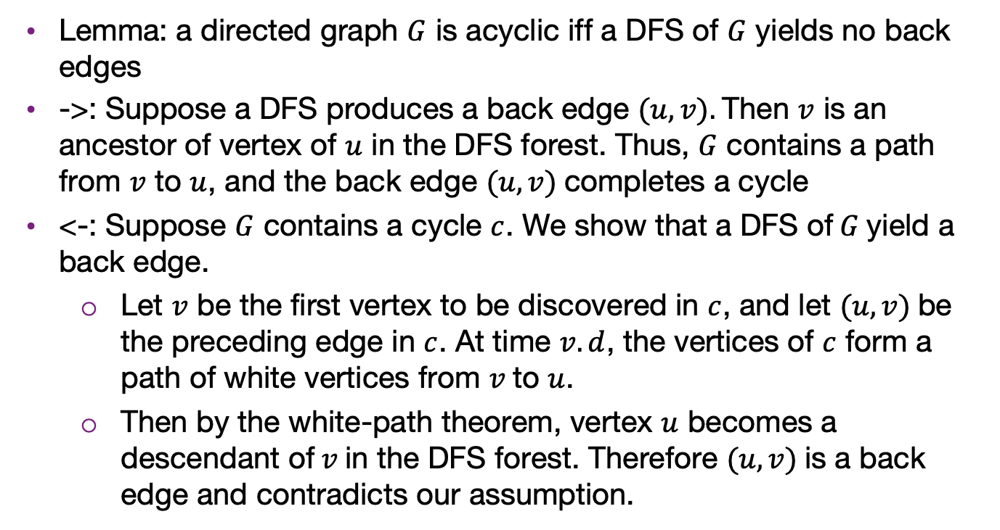 • Lemma: a directed graph G is acyclic iff a DFS of G yields no back
edges
• ->: Suppose a DFS produces a back edge (u, v). Then v is an
ancestor of vertex of u in the DFS forest. Thus, G contains a path
from v to u, and the back edge (u, v) completes a cycle
• <-: Suppose G contains a cycle c. We show that a DFS of G yield a
back edge.
○ Let v be the first vertex to be discovered in c, and let (u, v) be
the preceding edge in c. At time v. d, the vertices of c form a
path of white vertices from v to u.
○ Then by the white-path theorem, vertex u becomes a
descendant of v in the DFS forest. Therefore (u, v) is a back
edge and contradicts our assumption.